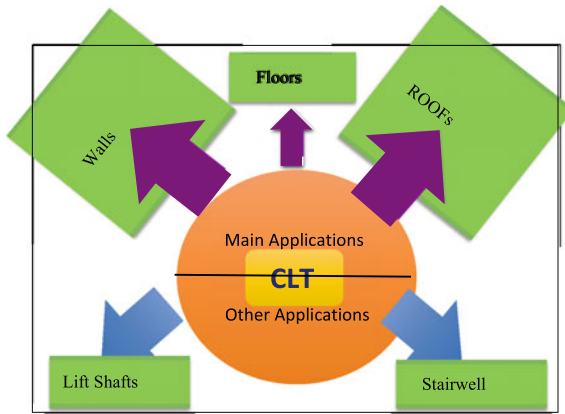 Floors
Walls
ROOFs
Main Applications
CLT
Other Applications
Lift Shafts
Stairwell